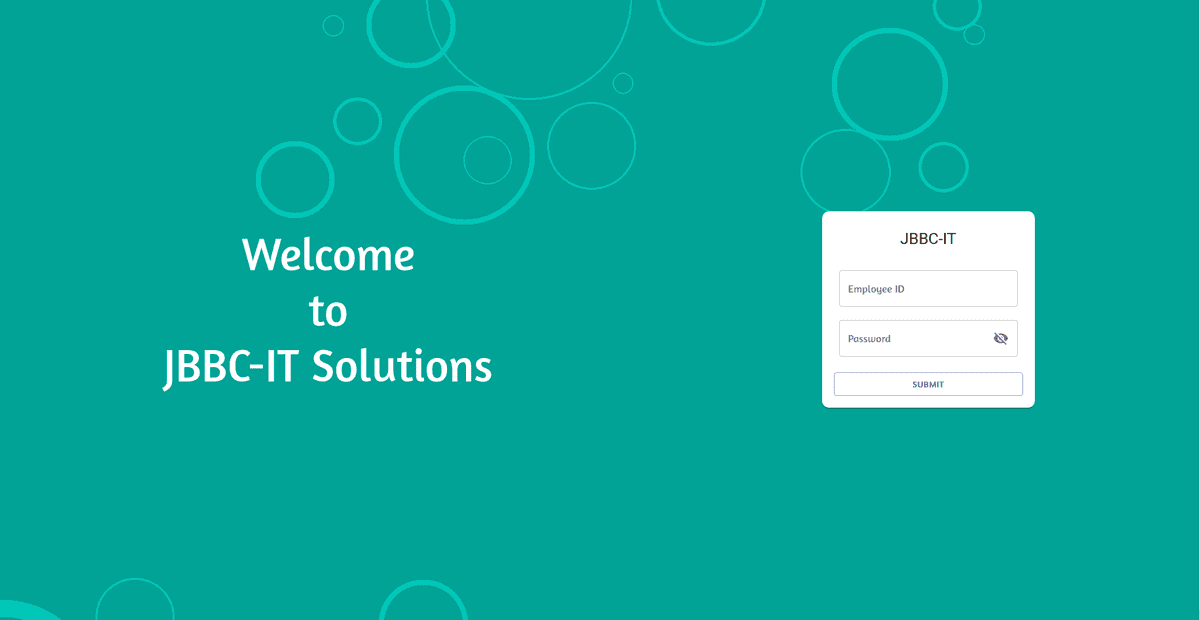 Welcome
to
JBBC-IT Solutions
JBBC-IT
Employee ID
Password
SUBMIT